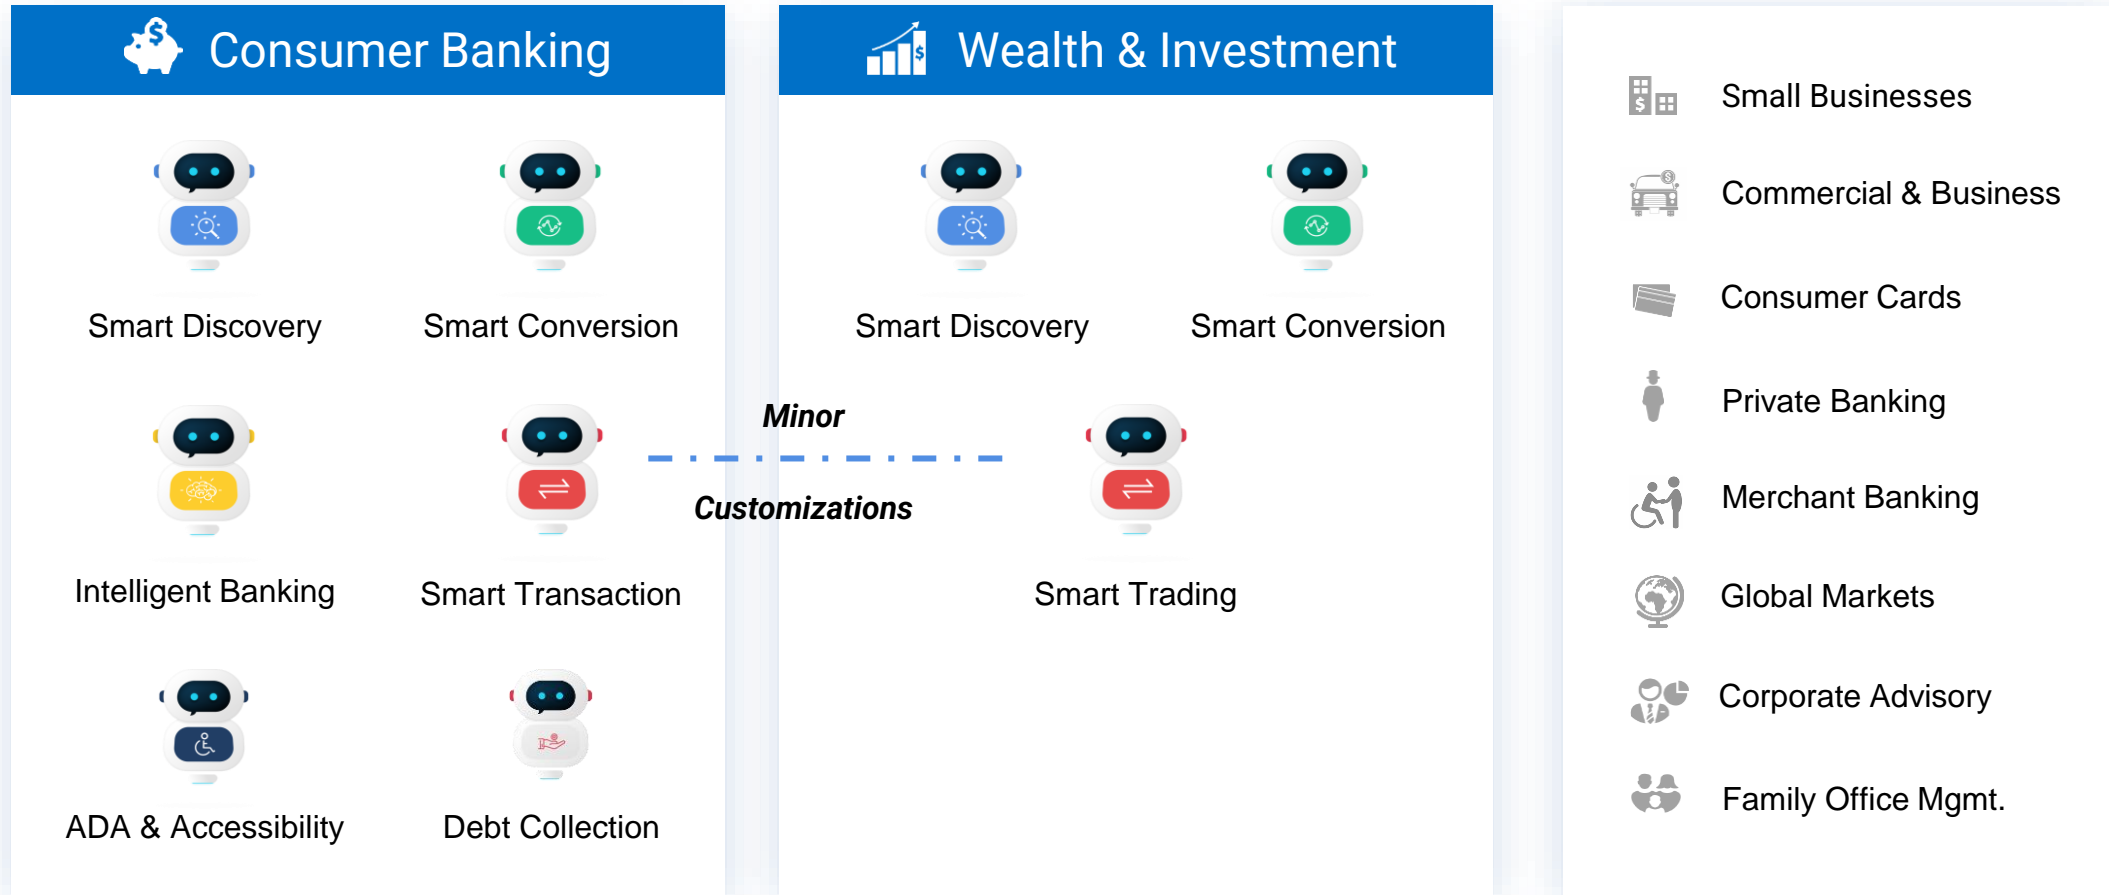 Consumer Banking
Smart Discovery
Smart Conversion
Intelligent Banking
Smart Transaction
ADA & Accessibility
Debt Collection
Minor
Customizations
Wealth & Investment
Smart Discovery
Smart Conversion
Smart Trading
Small Businesses
Commercial & Business
Consumer Cards
Private Banking
Merchant Banking
Global Markets
Corporate Advisory
Family Office Mgmt.